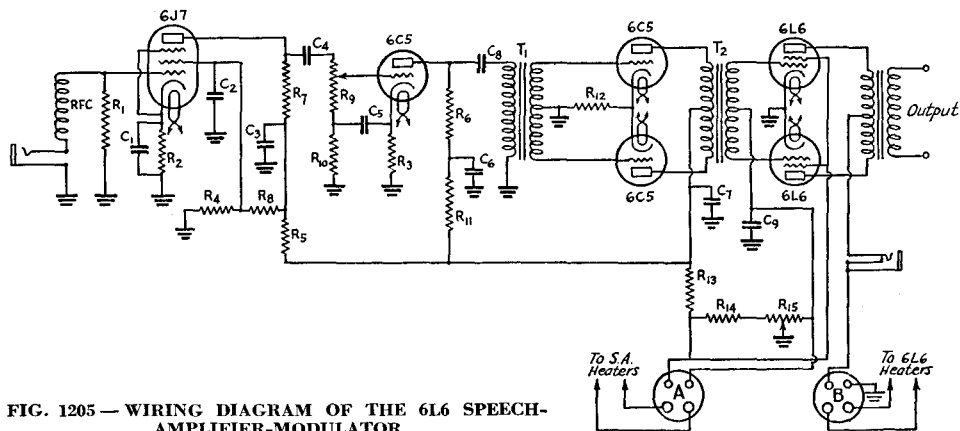 6J7
C4
6C5
C8
T1
6C5
T2
6L6
RFC
R1
C2
R7
R9
C5
R6
R12
Output
C1
R2
C3
R10
R3
C6
6C5
6L6
R4
R8
R11
C7
C9
R5
R13
R14
R15
To S.A.
Heaters
A
B
To 6L6
Heaters
FIG. 1205 — WIRING DIAGRAM OF THE 6L6 SPEECH-
AMPLIFIER-MODULATOR